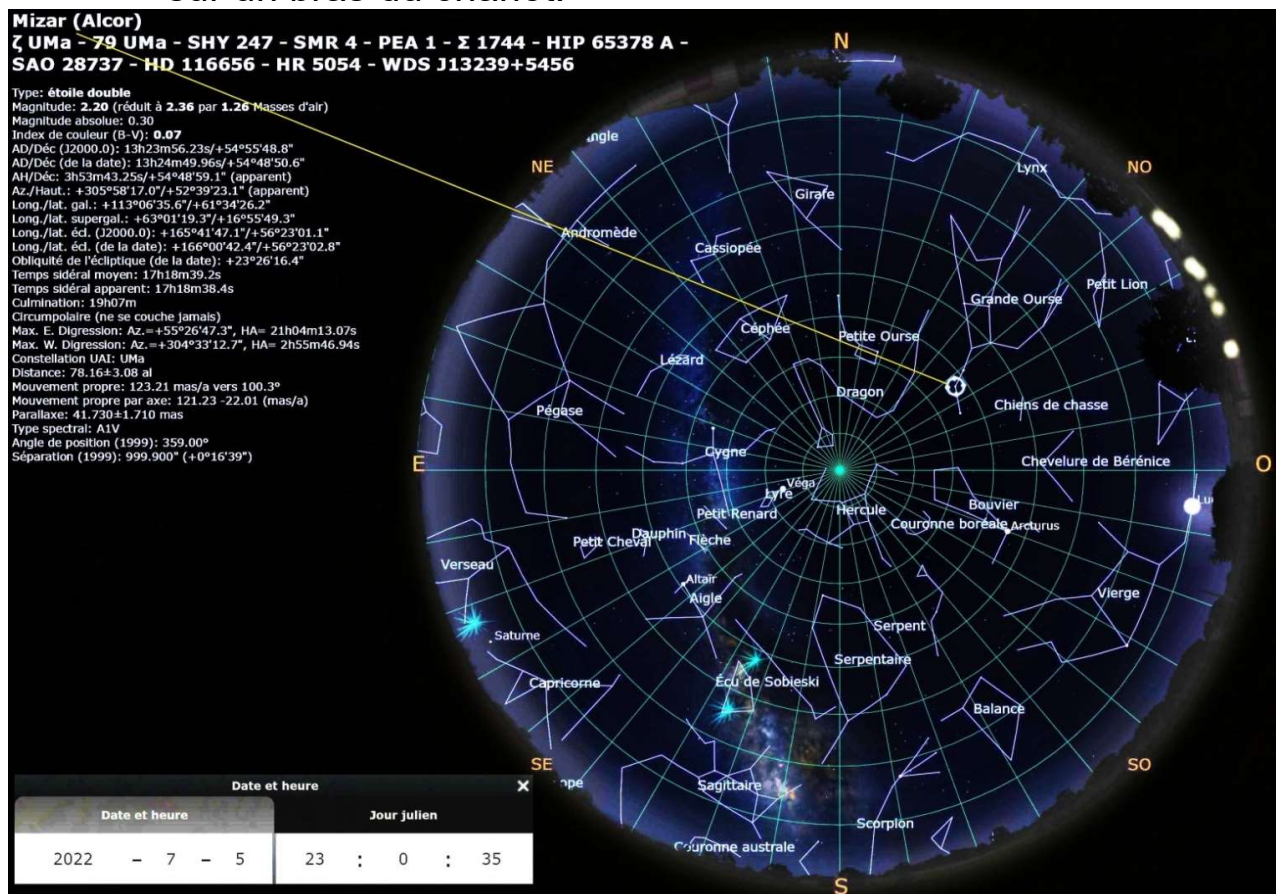 sur un bras du chariot.
Mizar (Alcor)
ζ UMa - 79 UMa - SHY 247 - SMR 4 - PEA 1 - Σ 1744 - HIP 65378 A -
SAO 28737 - HD 116656 - HR 5054 - WDS J13239+5456
Type: étoile double
Magnitude: 2.20 (réduit à 2.36 par 1.26 Masses d'air)
Magnitude absolue: 0.30
Index de couleur (B-V): 0.07
AD/Déc (J2000.0): 13h23m56.23s/+54°55'48.8"
AD/Déc (de la date): 13h24m49.96s/+54°48'50.6"
AH/Déc: 3h53m43.25s/+54°48'59.1" (apparent)
Az./Haut.: +305°58'17.0"/+52°39'23.1" (apparent)
Long./lat. gal.: +113°06'35.6"/+61°34'26.2"
Long./lat. supergal.: +63°01'19.3"/+16°55'49.3"
Long./lat. écl. (J2000.0): +165°41'47.1"/+56°23'01.1"
Long./lat. écl. (de la date): +166°00'42.4"/+56°23'02.8"
Obliquité de l'écliptique (de la date): +23°26'16.4"
Temps sidéral moyen: 17h18m39.2s
Temps sidéral apparent: 17h18m38.4s
Culmination: 19h07m
Circumpolaire (ne se couche jamais)
Max. E. Digression: Az.=+55°26'47.3", HA= 21h04m13.07s
Max. W. Digression: Az.=+304°33'12.7", HA= 2h55m46.94s
Constellation UAI: UMa
Distance: 78.16±3.08 al
Mouvement propre: 123.21 mas/a vers 100.3°
Mouvement propre par axe: 121.23 -22.01 (mas/a)
Parallaxe: 41.730±1.710 mas
Type spectral: A1V
Angle de position (1999): 359.00°
Séparation (1999): 999.900" (+0°16'39")
N
ngle
NE
Lynx
NO
Girafe
Andromède
Cassiopée
Petit Lion
Grande Ourse
Céphée
Petite Ourse
Lézard
Dragon
Chiens de chasse
Pégase
Cygne
E
Chevelure de Bérénice
O
Véga
Lyre
Lu
Bouvier
Petit Renard
Hercule
Couronne boréale
Arcturus
Dauphin
Petit Cheval
Flèche
Verseau
Altaïr
Aigle
Vierge
Serpent
Saturne
Serpentaire
Écu de Sobieski
Capricorne
Balance
SE
SO
ope
Sagittaire
Scorpion
Couronne australe
S
Date et heure ×
Date et heure Jour julien
2022 - 7 - 5 23 : 0 : 35